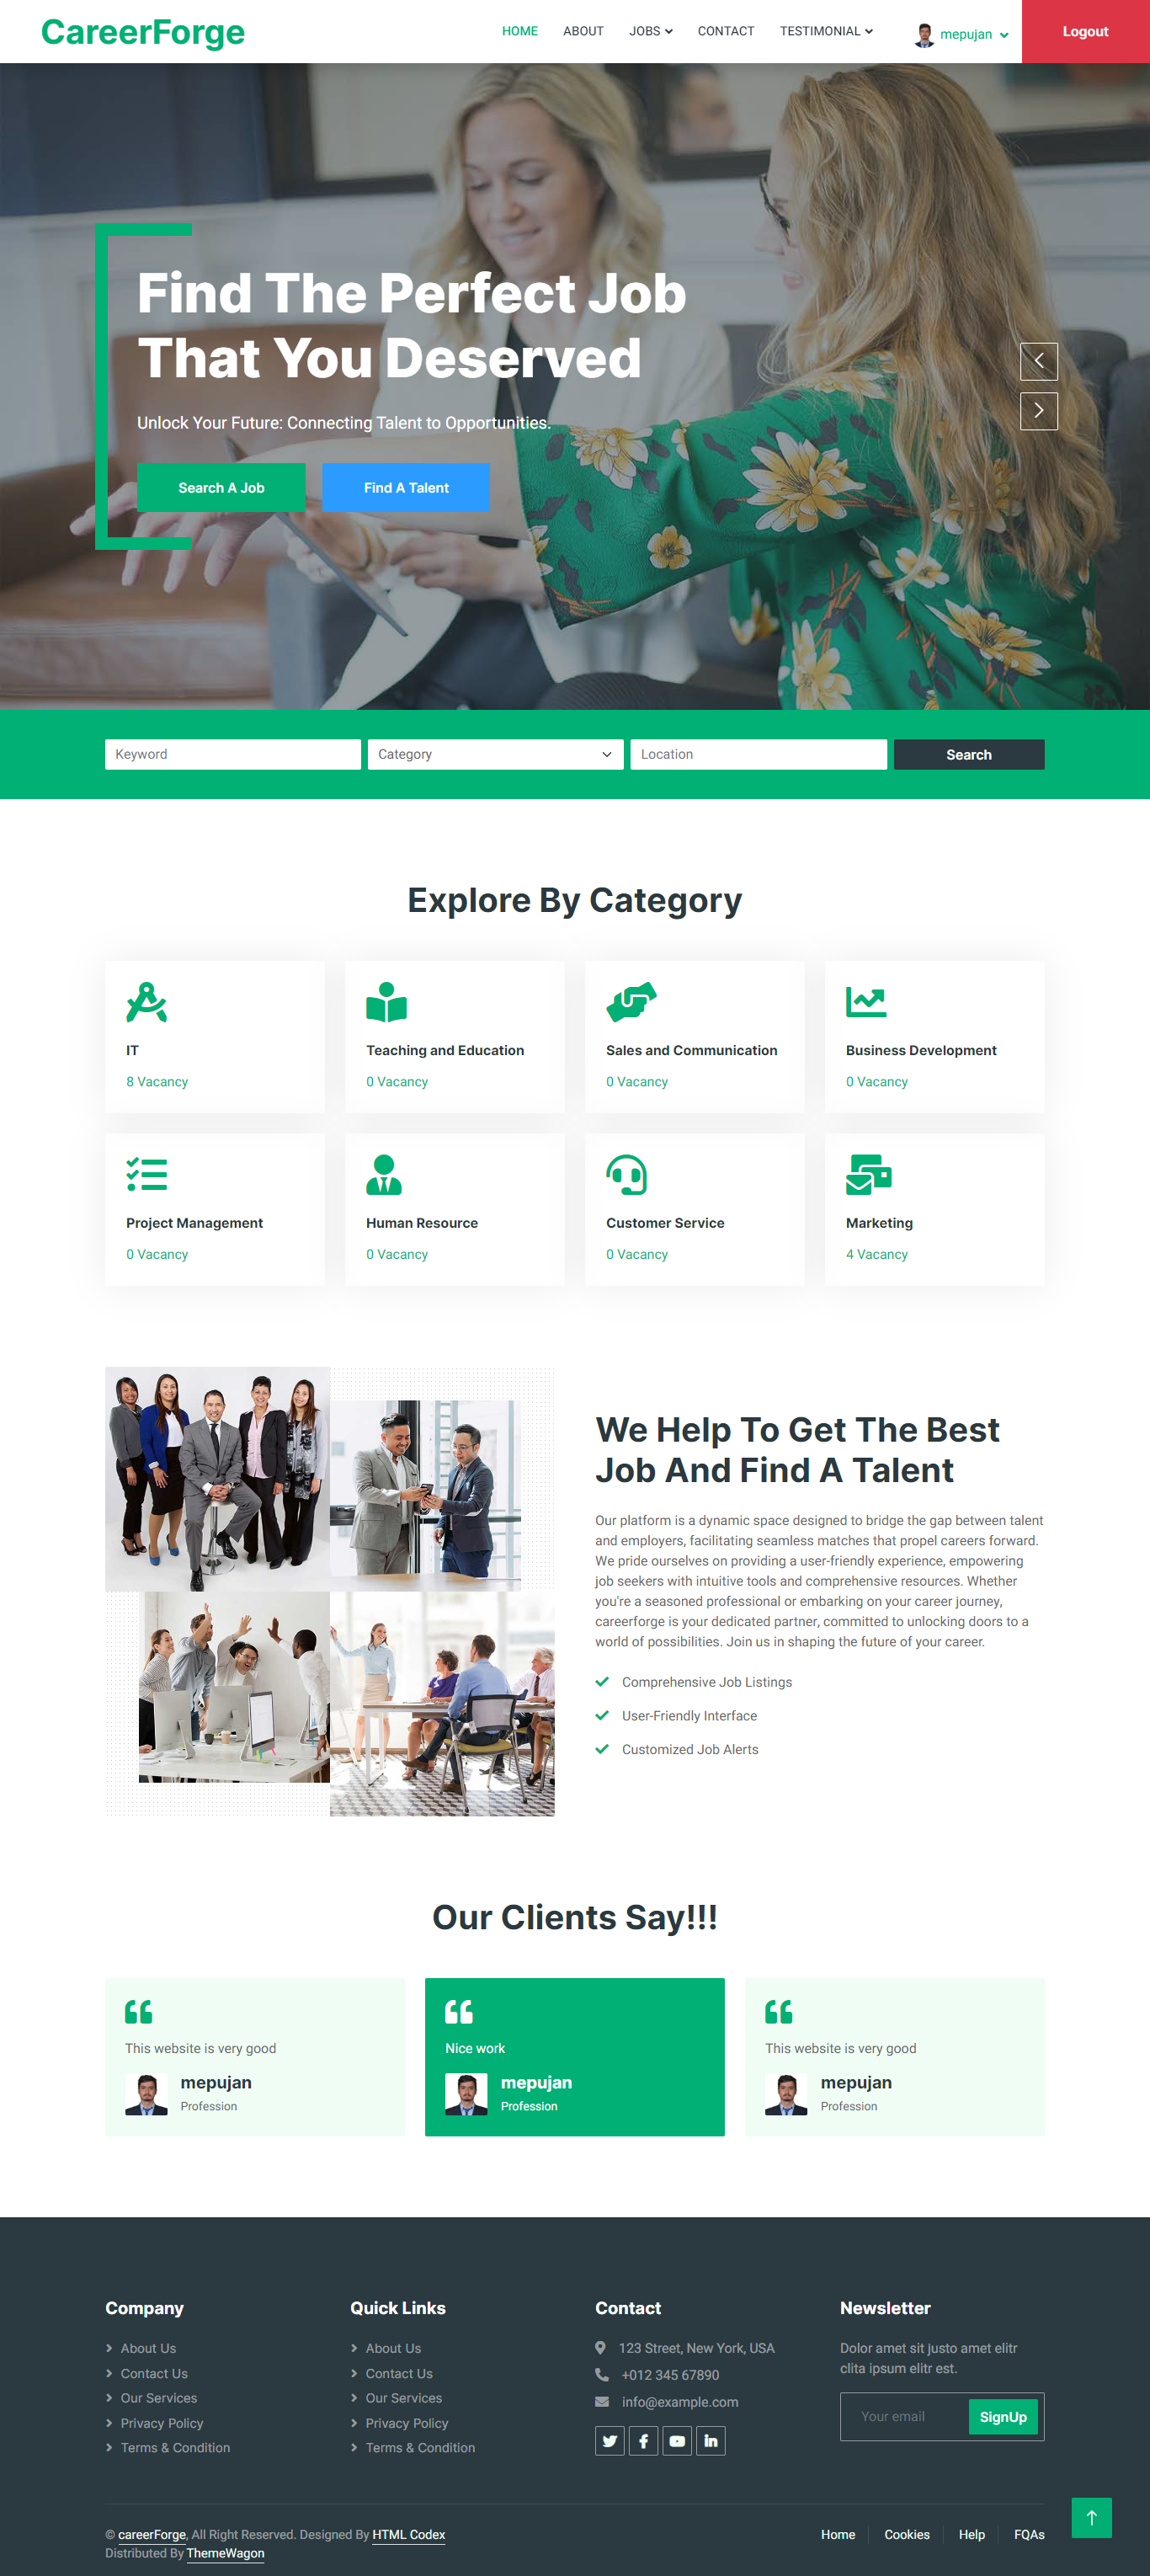 CareerForge
HOME
ABOUT
JOBS
CONTACT
TESTIMONIAL
mepujan
Logout
Find The Perfect Job
That You Deserved
Unlock Your Future: Connecting Talent to Opportunities.
Search A Job
Find A Talent
Keyword
Category
Location
Search
Explore By Category
IT
8 Vacancy
Teaching and Education
0 Vacancy
Sales and Communication
0 Vacancy
Business Development
0 Vacancy
Project Management
0 Vacancy
Human Resource
0 Vacancy
Customer Service
0 Vacancy
Marketing
4 Vacancy
We Help To Get The Best
Job And Find A Talent
Our platform is a dynamic space designed to bridge the gap between talent
and employers, facilitating seamless matches that propel careers forward.
We pride ourselves on providing a user-friendly experience, empowering
job seekers with intuitive tools and comprehensive resources. Whether
you're a seasoned professional or embarking on your career journey,
careerforge is your dedicated partner, committed to unlocking doors to a
world of possibilities. Join us in shaping the future of your career.
Comprehensive Job Listings
User-Friendly Interface
Customized Job Alerts
Our Clients Say!!!
This website is very good
mepujan
Profession
Nice work
mepujan
Profession
This website is very good
mepujan
Profession
Company
About Us
Contact Us
Our Services
Privacy Policy
Terms & Condition
Quick Links
About Us
Contact Us
Our Services
Privacy Policy
Terms & Condition
Contact
123 Street, New York, USA
+012 345 67890
info@example.com
Newsletter
Dolor amet sit justo amet elitr
clita ipsum elitr est.
Your email
SignUp
© careerForge, All Right Reserved. Designed By HTML Codex
Distributed By ThemeWagon
Home
Cookies
Help
FQAs